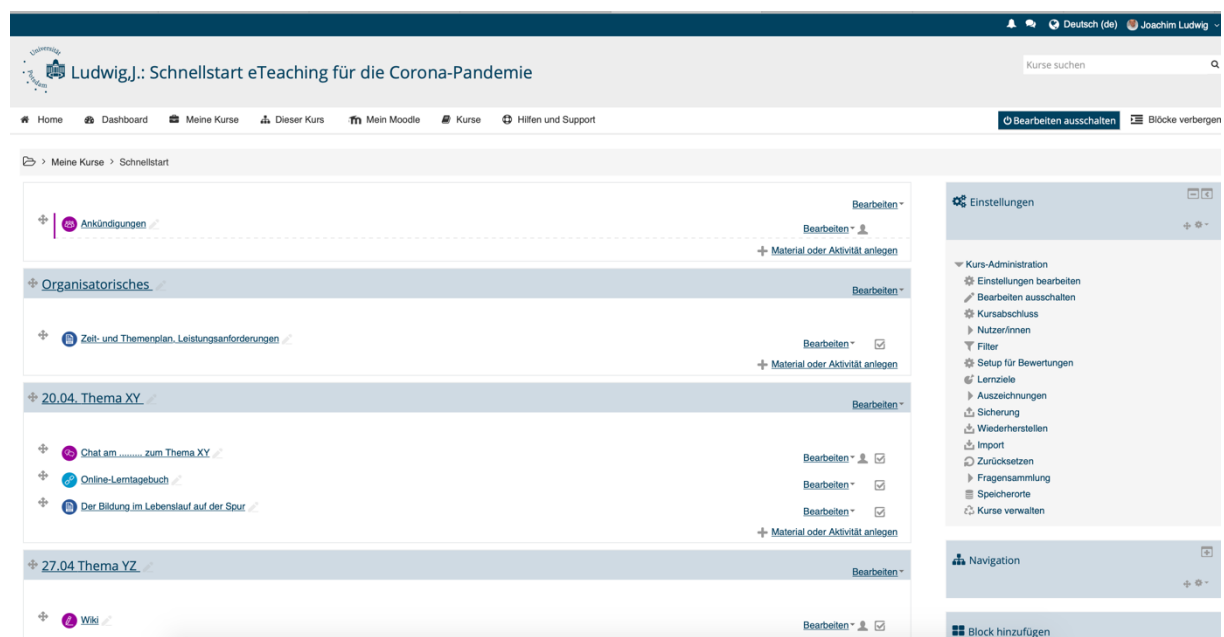 Deutsch (de) Joachim Ludwig
Universität Potsdam
Ludwig,J.: Schnellstart eTeaching für die Corona-Pandemie
Kurse suchen
Home Dashboard Meine Kurse Dieser Kurs Mein Moodle Kurse Hilfen und Support Bearbeiten ausschalten Blöcke verbergen
> Meine Kurse > Schnellstart
Bearbeiten
Ankündigungen
Bearbeiten
Material oder Aktivität anlegen
Organisatorisches
Bearbeiten
Zeit- und Themenplan, Leistungsanforderungen
Bearbeiten
Material oder Aktivität anlegen
20.04. Thema XY
Bearbeiten
Chat am ......... zum Thema XY
Bearbeiten
Online-Lerntagebuch
Bearbeiten
Der Bildung im Lebenslauf auf der Spur
Bearbeiten
Material oder Aktivität anlegen
27.04 Thema YZ
Bearbeiten
Wiki
Bearbeiten
Einstellungen
Kurs-Administration
Einstellungen bearbeiten
Bearbeiten ausschalten
Kursabschluss
Nutzer/innen
Filter
Setup für Bewertungen
Lernziele
Auszeichnungen
Sicherung
Wiederherstellen
Import
Zurücksetzen
Fragensammlung
Speicherorte
Kurse verwalten
Navigation
Block hinzufügen